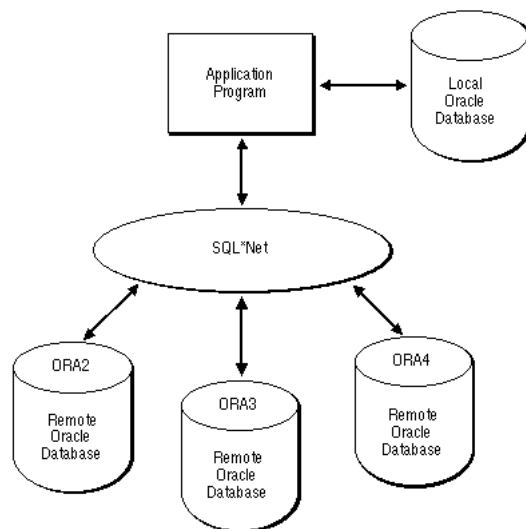 Application
Program
Local
Oracle
Database
SQL*Net
ORA2
Remote
Oracle
Database
ORA3
Remote
Oracle
Database
ORA4
Remote
Oracle
Database